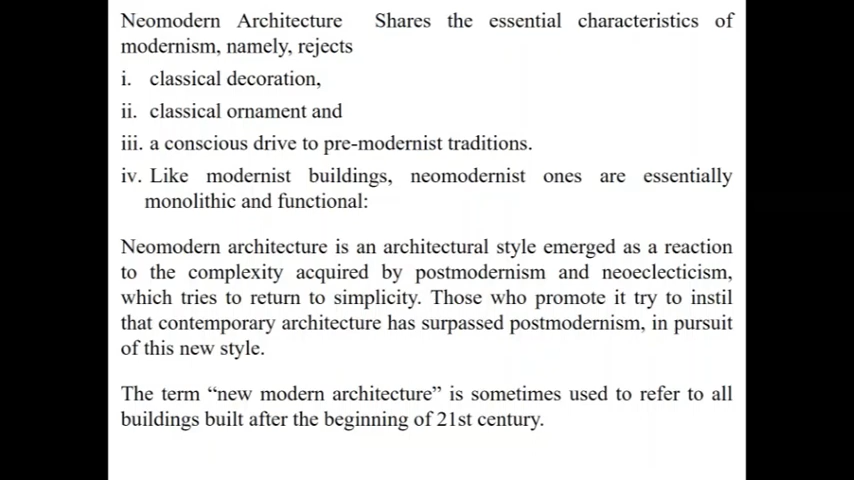 Neomodern Architecture Shares the essential characteristics of
modernism, namely, rejects
i. classical decoration,
ii. classical ornament and
iii. a conscious drive to pre-modernist traditions.
iv. Like modernist buildings, neomodernist ones are essentially
monolithic and functional:
Neomodern architecture is an architectural style emerged as a reaction
to the complexity acquired by postmodernism and neoeclecticism,
which tries to return to simplicity. Those who promote it try to instil
that contemporary architecture has surpassed postmodernism, in pursuit
of this new style.
The term “new modern architecture” is sometimes used to refer to all
buildings built after the beginning of 21st century.